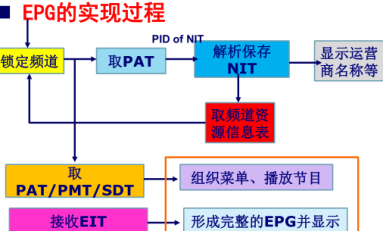 ■ EPG的实现过程
锁定频道
取PAT
PID of NIT
解析保存
NIT
显示运营
商名称等
取频道资
源信息表
取
PAT/PMT/SDT
组织菜单、播放节目
接收EIT
形成完整的EPG并显示